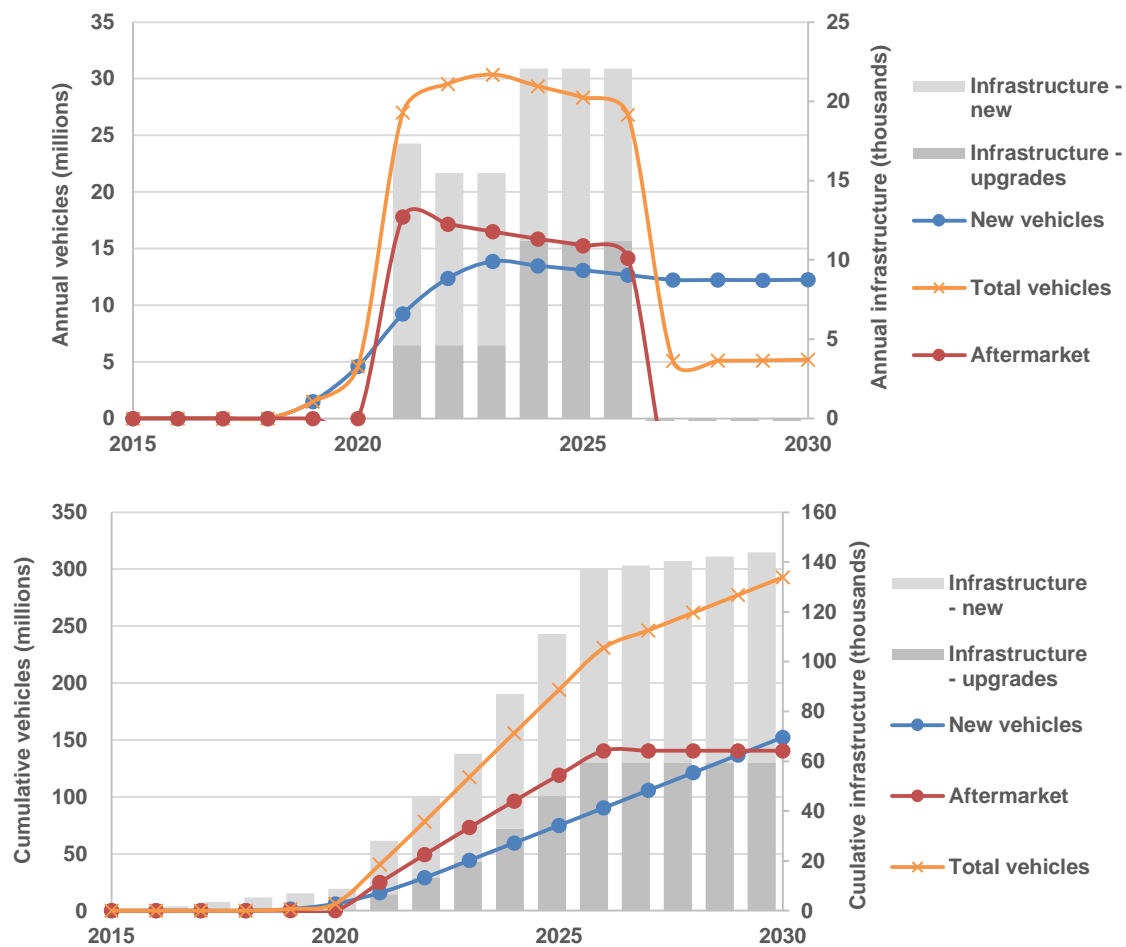 35
30
25
20
15
10
5
0
Annual vehicles (millions)
2015
2020
2025
2030
25
20
15
10
5
0
Annual infrastructure (thousands)
Infrastructure -
new
Infrastructure -
upgrades
New vehicles
Total vehicles
Aftermarket
350
300
250
200
150
100
50
0
Cumulative vehicles (millions)
2015
2020
2025
2030
160
140
120
100
80
60
40
20
0
Cuulative infrastructure (thousands)
Infrastructure
- new
Infrastructure
- upgrades
New vehicles
Aftermarket
Total vehicles